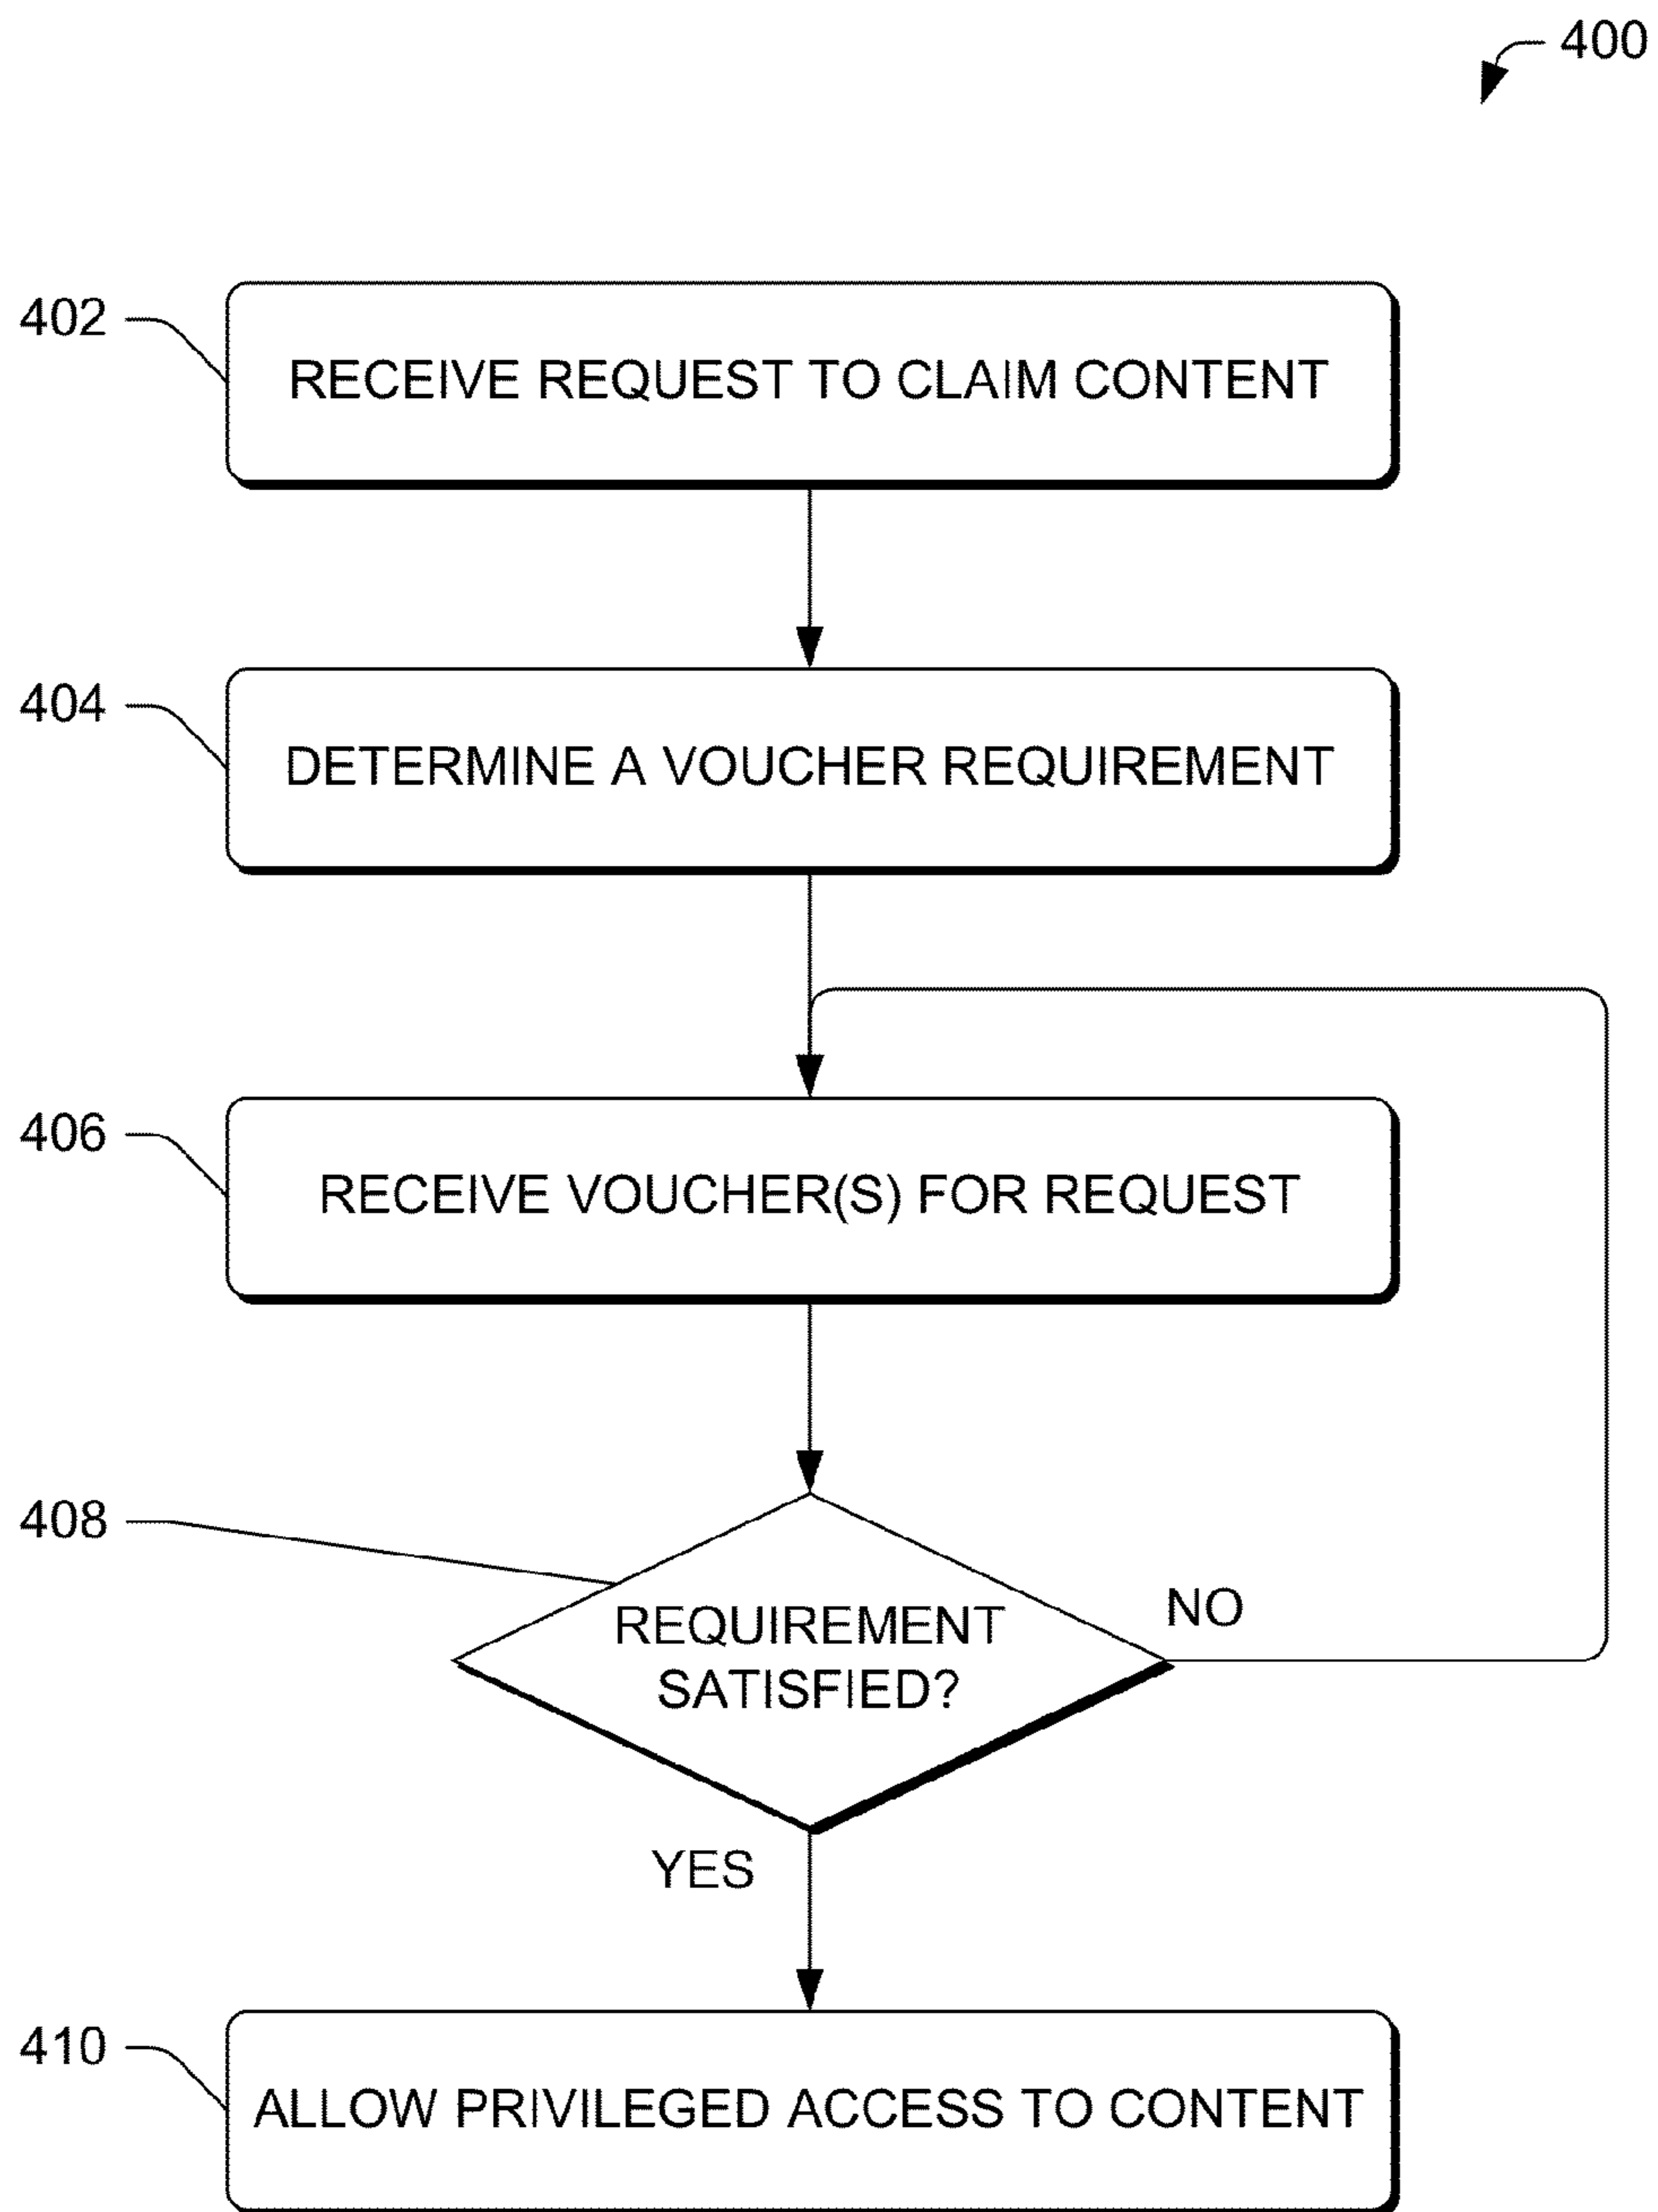 400
402
RECEIVE REQUEST TO CLAIM CONTENT
404
DETERMINE A VOUCHER REQUIREMENT
406
RECEIVE VOUCHER(S) FOR REQUEST
408
REQUIREMENT
SATISFIED?
NO
YES
410
ALLOW PRIVILEGED ACCESS TO CONTENT